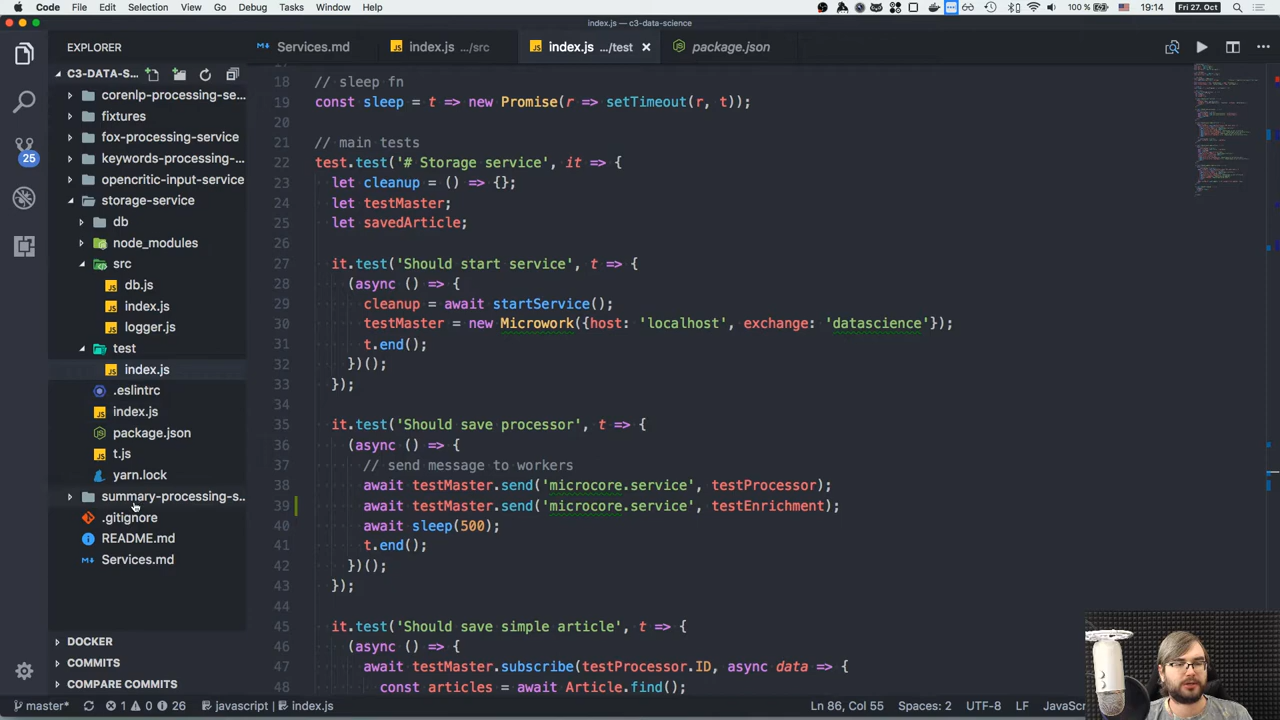 Code File Edit Selection View Go Debug Tasks Window Help 100 % 19:14 Fri 27. Oct
index.js — c3-data-science
EXPLORER
Services.md
index.js …/src
index.js …/test
package.json
C3-DATA-S…
corenlp-processing-se…
fixtures
fox-processing-service
keywords-processing-…
opencritic-input-service
storage-service
db
node_modules
src
db.js
index.js
logger.js
test
index.js
.eslintrc
index.js
package.json
t.js
yarn.lock
summary-processing-s…
.gitignore
README.md
Services.md
DOCKER
COMMITS
COMPARE COMMITS
25
18 // sleep fn
19 const sleep = t => new Promise(r => setTimeout(r, t));
20
21 // main tests
22 test.test('# Storage service', it => {
23 let cleanup = () => {};
24 let testMaster;
25 let savedArticle;
26
27 it.test('Should start service', t => {
28 (async () => {
29 cleanup = await startService();
30 testMaster = new Microwork({host: 'localhost', exchange: 'datascience'});
31 t.end();
32 })();
33 });
34
35 it.test('Should save processor', t => {
36 (async () => {
37 // send message to workers
38 await testMaster.send('microcore.service', testProcessor);
39 await testMaster.send('microcore.service', testEnrichment);
40 await sleep(500);
41 t.end();
42 })();
43 });
44
45 it.test('Should save simple article', t => {
46 (async () => {
47 await testMaster.subscribe(testProcessor.ID, async data => {
48 const articles = await Article.find();
master* 1 0 26 javascript | index.js Ln 86, Col 55 Spaces: 2 UTF-8 LF JavaSc